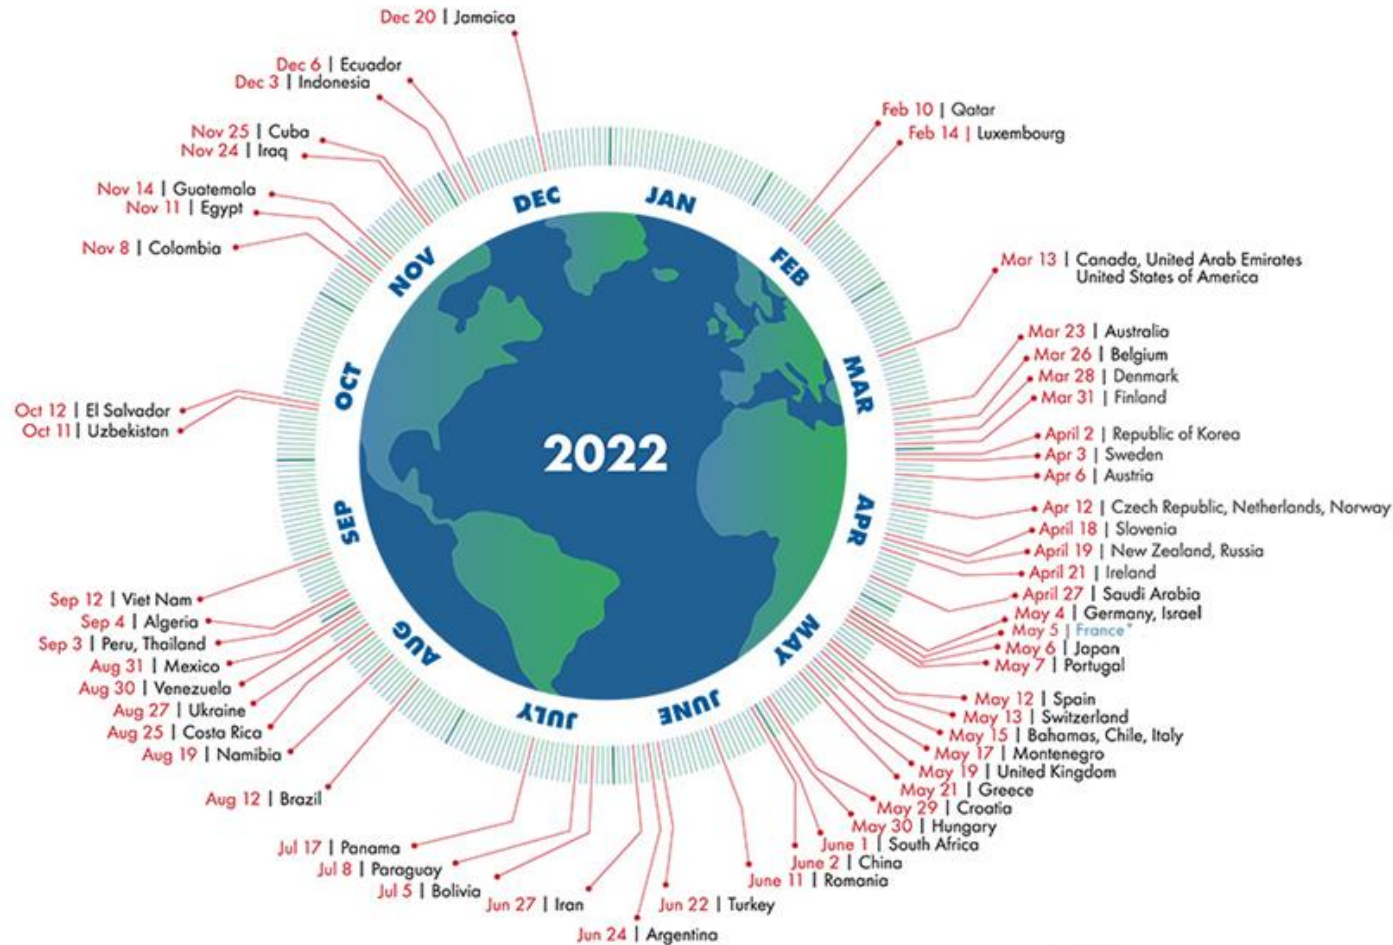 Dec 20 | Jamaica
Dec 6 | Ecuador
Dec 3 | Indonesia
Nov 25 | Cuba
Nov 24 | Iraq
Nov 14 | Guatemala
Nov 11 | Egypt
Nov 8 | Colombia
Oct 12 | El Salvador
Oct 11 | Uzbekistan
Sep 12 | Viet Nam
Sep 4 | Algeria
Sep 3 | Peru, Thailand
Aug 31 | Mexico
Aug 30 | Venezuela
Aug 27 | Ukraine
Aug 25 | Costa Rica
Aug 19 | Namibia
Aug 12 | Brazil
Jul 17 | Panama
Jul 8 | Paraguay
Jul 5 | Bolivia
Jun 27 | Iran
Jun 24 | Argentina
Jun 22 | Turkey
Feb 10 | Qatar
Feb 14 | Luxembourg
Mar 13 | Canada, United Arab Emirates
United States of America
Mar 23 | Australia
Mar 26 | Belgium
Mar 28 | Denmark
Mar 31 | Finland
April 2 | Republic of Korea
Apr 3 | Sweden
Apr 6 | Austria
Apr 12 | Czech Republic, Netherlands, Norway
April 18 | Slovenia
April 19 | New Zealand, Russia
April 21 | Ireland
April 27 | Saudi Arabia
May 4 | Germany, Israel
May 5 | France*
May 6 | Japan
May 7 | Portugal
May 12 | Spain
May 13 | Switzerland
May 15 | Bahamas, Chile, Italy
May 17 | Montenegro
May 19 | United Kingdom
May 21 | Greece
May 29 | Croatia
May 30 | Hungary
June 1 | South Africa
June 2 | China
June 11 | Romania
JAN
FEB
MAR
APR
MAY
JUNE
JULY
AUG
SEP
OCT
NOV
DEC
2022